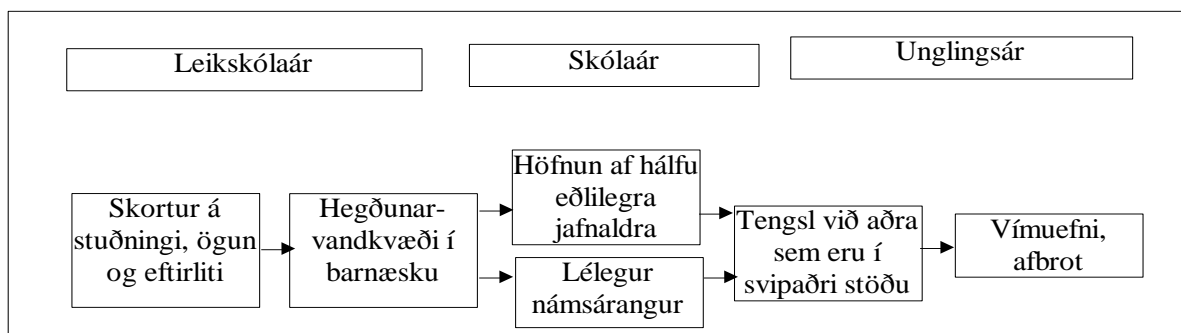 Leikskólaár
Skólaár
Unglingsár
Skortur á
stuðningi, ögun
og eftirliti
Hegðunar-
vandkvæði í
barnæsku
Höfnun af hálfu
eðlilegra
jafnaldra
Lélegur
námsárangur
Tengsl við aðra
sem eru í
svipaðri stöðu
Vímuefni,
afbrot